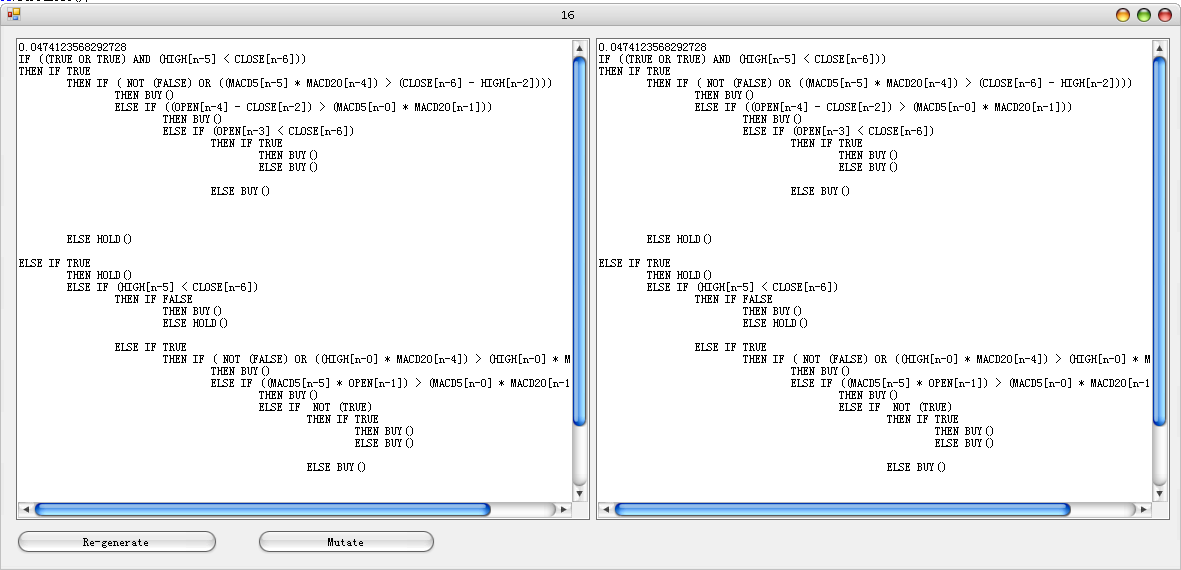 16
0.0474123568292728
IF ((TRUE OR TRUE) AND (HIGH[n-5] < CLOSE[n-6]))
THEN IF TRUE
THEN IF ( NOT (FALSE) OR ((MACD5[n-5] * MACD20[n-4]) > (CLOSE[n-6] - HIGH[n-2])))
THEN BUY()
ELSE IF ((OPEN[n-4] - CLOSE[n-2]) > (MACD5[n-0] * MACD20[n-1]))
THEN BUY()
ELSE IF (OPEN[n-3] < CLOSE[n-6])
THEN IF TRUE
THEN BUY()
ELSE BUY()
ELSE BUY()
ELSE HOLD()
ELSE IF TRUE
THEN HOLD()
ELSE IF (HIGH[n-5] < CLOSE[n-6])
THEN IF FALSE
THEN BUY()
ELSE HOLD()
ELSE IF TRUE
THEN IF ( NOT (FALSE) OR ((HIGH[n-0] * MACD20[n-4]) > (HIGH[n-0] * M
THEN BUY()
ELSE IF ((MACD5[n-5] * OPEN[n-1]) > (MACD5[n-0] * MACD20[n-1
THEN BUY()
ELSE IF  NOT (TRUE)
THEN IF TRUE
THEN BUY()
ELSE BUY()
ELSE BUY()
0.0474123568292728
IF ((TRUE OR TRUE) AND (HIGH[n-5] < CLOSE[n-6]))
THEN IF TRUE
THEN IF ( NOT (FALSE) OR ((MACD5[n-5] * MACD20[n-4]) > (CLOSE[n-6] - HIGH[n-2])))
THEN BUY()
ELSE IF ((OPEN[n-4] - CLOSE[n-2]) > (MACD5[n-0] * MACD20[n-1]))
THEN BUY()
ELSE IF (OPEN[n-3] < CLOSE[n-6])
THEN IF TRUE
THEN BUY()
ELSE BUY()
ELSE BUY()
ELSE HOLD()
ELSE IF TRUE
THEN HOLD()
ELSE IF (HIGH[n-5] < CLOSE[n-6])
THEN IF FALSE
THEN BUY()
ELSE HOLD()
ELSE IF TRUE
THEN IF ( NOT (FALSE) OR ((HIGH[n-0] * MACD20[n-4]) > (HIGH[n-0] * M
THEN BUY()
ELSE IF ((MACD5[n-5] * OPEN[n-1]) > (MACD5[n-0] * MACD20[n-1
THEN BUY()
ELSE IF  NOT (TRUE)
THEN IF TRUE
THEN BUY()
ELSE BUY()
ELSE BUY()
Re-generate
Mutate